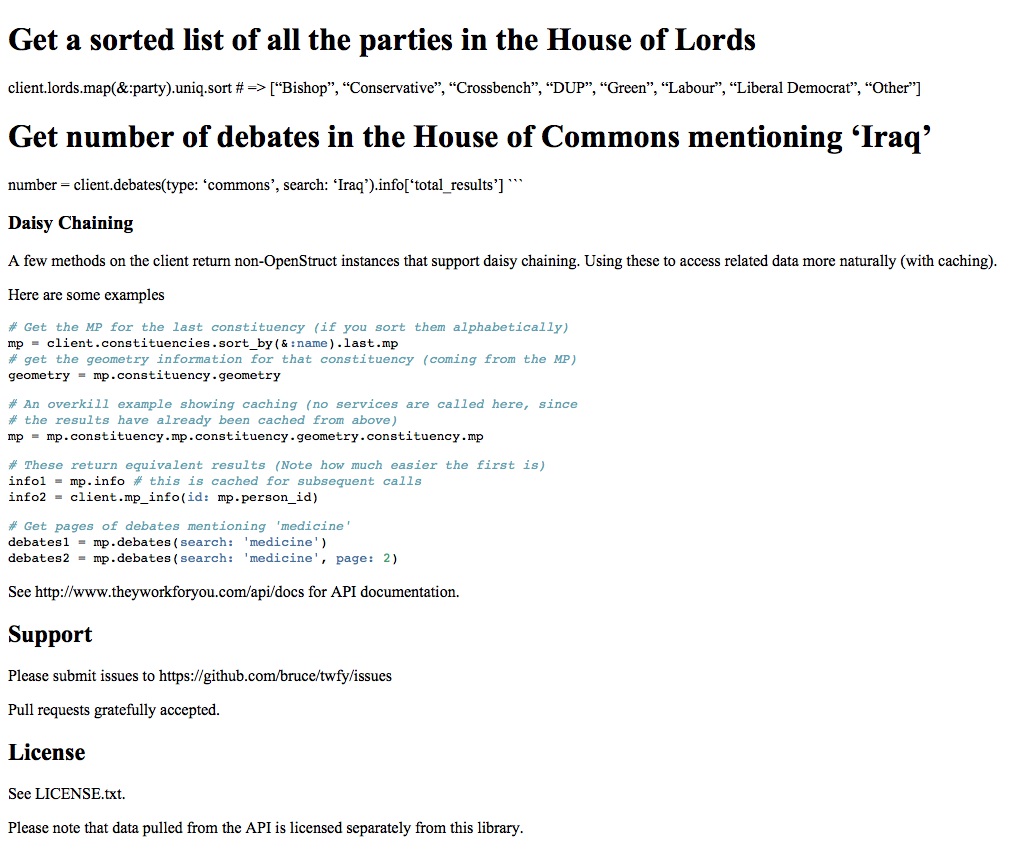 Get a sorted list of all the parties in the House of Lords
client.lords.map(&:party).uniq.sort # => [“Bishop”, “Conservative”, “Crossbench”, “DUP”, “Green”, “Labour”, “Liberal Democrat”, “Other”]
Get number of debates in the House of Commons mentioning ‘Iraq’
number = client.debates(type: ‘commons’, search: ‘Iraq’).info[‘total_results’] ```
Daisy Chaining
A few methods on the client return non-OpenStruct instances that support daisy chaining. Using these to access related data more naturally (with caching).
Here are some examples
# Get the MP for the last constituency (if you sort them alphabetically)
mp = client.constituencies.sort_by(&:name).last.mp
# get the geometry information for that constituency (coming from the MP)
geometry = mp.constituency.geometry
# An overkill example showing caching (no services are called here, since
# the results have already been cached from above)
mp = mp.constituency.mp.constituency.geometry.constituency.mp
# These return equivalent results (Note how much easier the first is)
info1 = mp.info # this is cached for subsequent calls
info2 = client.mp_info(id: mp.person_id)
# Get pages of debates mentioning 'medicine'
debates1 = mp.debates(search: 'medicine')
debates2 = mp.debates(search: 'medicine', page: 2)
See http://www.theyworkforyou.com/api/docs for API documentation.
Support
Please submit issues to https://github.com/bruce/twfy/issues
Pull requests gratefully accepted.
License
See LICENSE.txt.
Please note that data pulled from the API is licensed separately from this library.